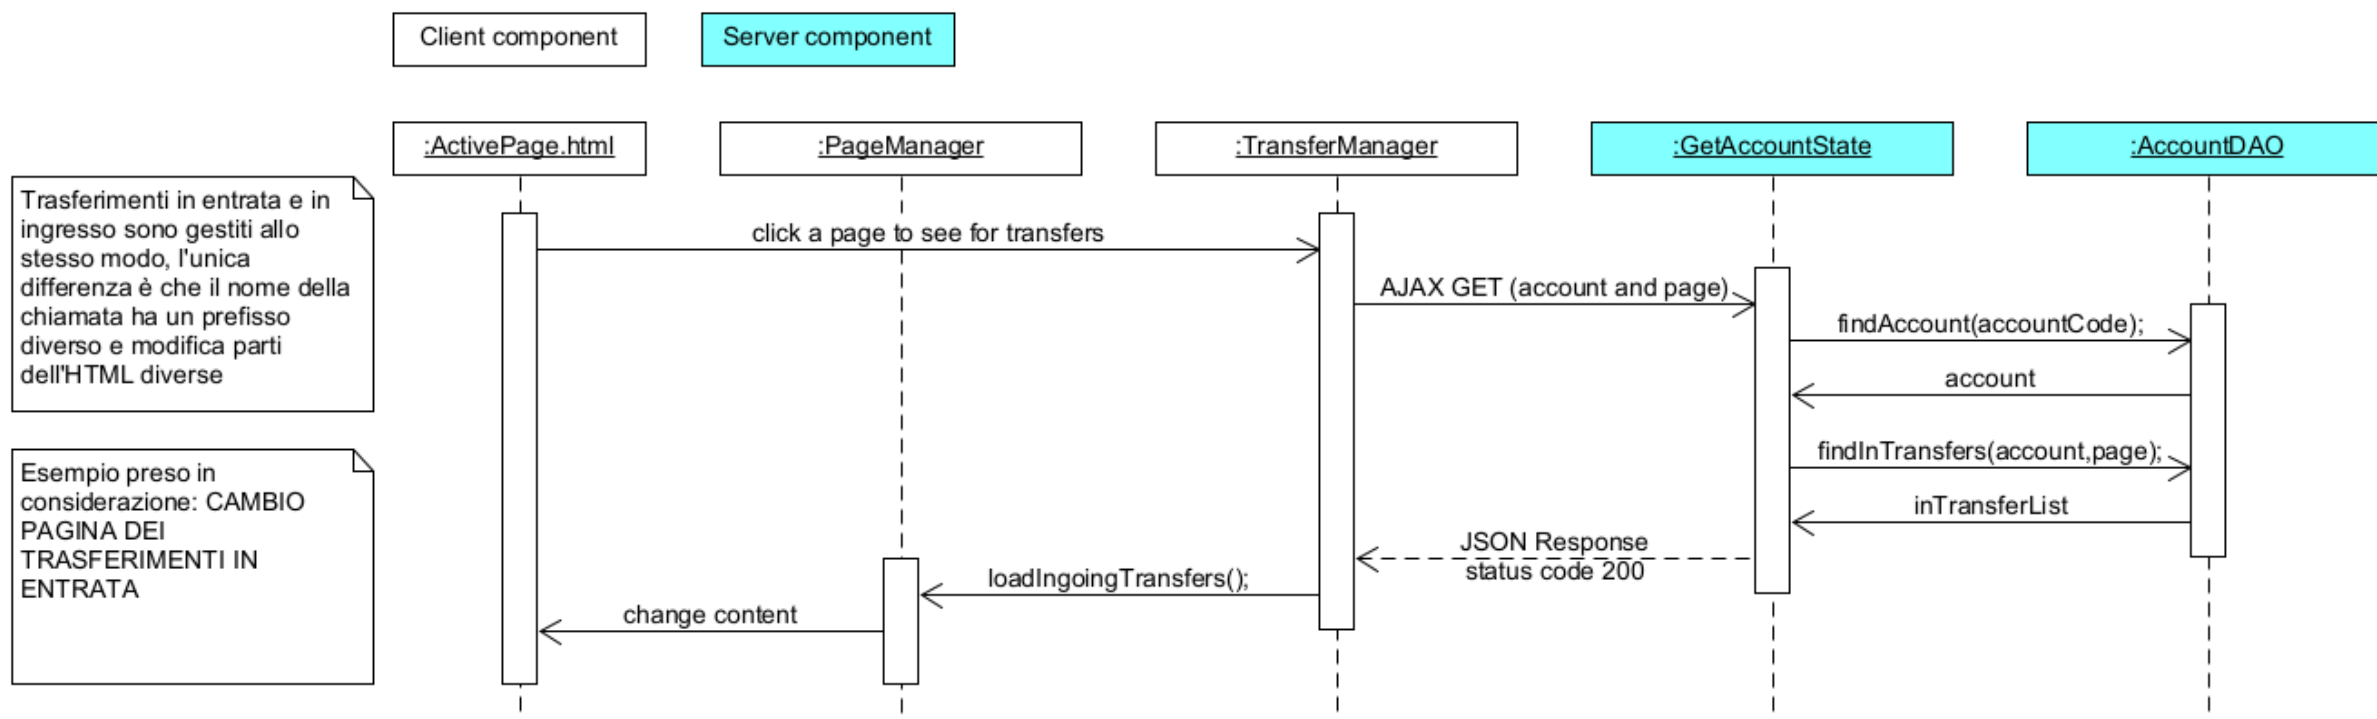 Client component
Server component
:ActivePage.html
:PageManager
:TransferManager
:GetAccountState
:AccountDAO
Trasferimenti in entrata e in
ingresso sono gestiti allo
stesso modo, l'unica
differenza è che il nome della
chiamata ha un prefisso
diverso e modifica parti
dell'HTML diverse
Esempio preso in
considerazione: CAMBIO
PAGINA DEI
TRASFERIMENTI IN
ENTRATA
click a page to see for transfers
AJAX GET (account and page)
findAccount(accountCode);
account
findInTransfers(account,page);
inTransferList
JSON Response
status code 200
loadIngoingTransfers();
change content